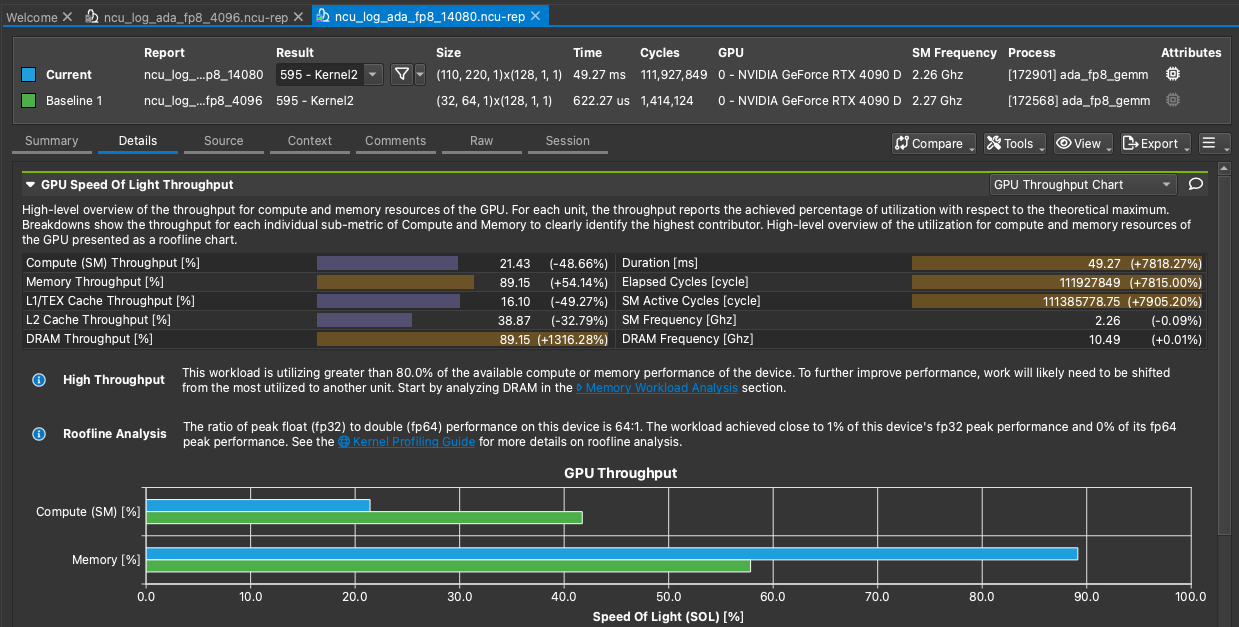 Welcome
ncu_log_ada_fp8_4096.ncu-rep
ncu_log_ada_fp8_14080.ncu-rep
Report Result Size Time Cycles GPU SM Frequency Process Attributes
Current ncu_log_...p8_14080 595 - Kernel2 (110, 220, 1)x(128, 1, 1) 49.27 ms 111,927,849 0 - NVIDIA GeForce RTX 4090 D 2.26 Ghz [172901] ada_fp8_gemm
Baseline 1 ncu_log_...fp8_4096 595 - Kernel2 (32, 64, 1)x(128, 1, 1) 622.27 us 1,414,124 0 - NVIDIA GeForce RTX 4090 D 2.27 Ghz [172568] ada_fp8_gemm
Summary Details Source Context Comments Raw Session Compare Tools View Export
GPU Speed Of Light Throughput GPU Throughput Chart
High-level overview of the throughput for compute and memory resources of the GPU. For each unit, the throughput reports the achieved percentage of utilization with respect to the theoretical maximum.
Breakdowns show the throughput for each individual sub-metric of Compute and Memory to clearly identify the highest contributor. High-level overview of the utilization for compute and memory resources of
the GPU presented as a roofline chart.
Compute (SM) Throughput [%] 21.43 (-48.66%) Duration [ms] 49.27 (+7818.27%)
Memory Throughput [%] 89.15 (+54.14%) Elapsed Cycles [cycle] 111927849 (+7815.00%)
L1/TEX Cache Throughput [%] 16.10 (-49.27%) SM Active Cycles [cycle] 111385778.75 (+7905.20%)
L2 Cache Throughput [%] 38.87 (-32.79%) SM Frequency [Ghz] 2.26 (-0.09%)
DRAM Throughput [%] 89.15 (+1316.28%) DRAM Frequency [Ghz] 10.49 (+0.01%)
High Throughput
This workload is utilizing greater than 80.0% of the available compute or memory performance of the device. To further improve performance, work will likely need to be shifted
from the most utilized to another unit. Start by analyzing DRAM in the Memory Workload Analysis section.
Roofline Analysis
The ratio of peak float (fp32) to double (fp64) performance on this device is 64:1. The workload achieved close to 1% of this device's fp32 peak performance and 0% of its fp64
peak performance. See the Kernel Profiling Guide for more details on roofline analysis.
GPU Throughput
Compute (SM) [%]
Memory [%]
0.0 10.0 20.0 30.0 40.0 50.0 60.0 70.0 80.0 90.0 100.0
Speed Of Light (SOL) [%]